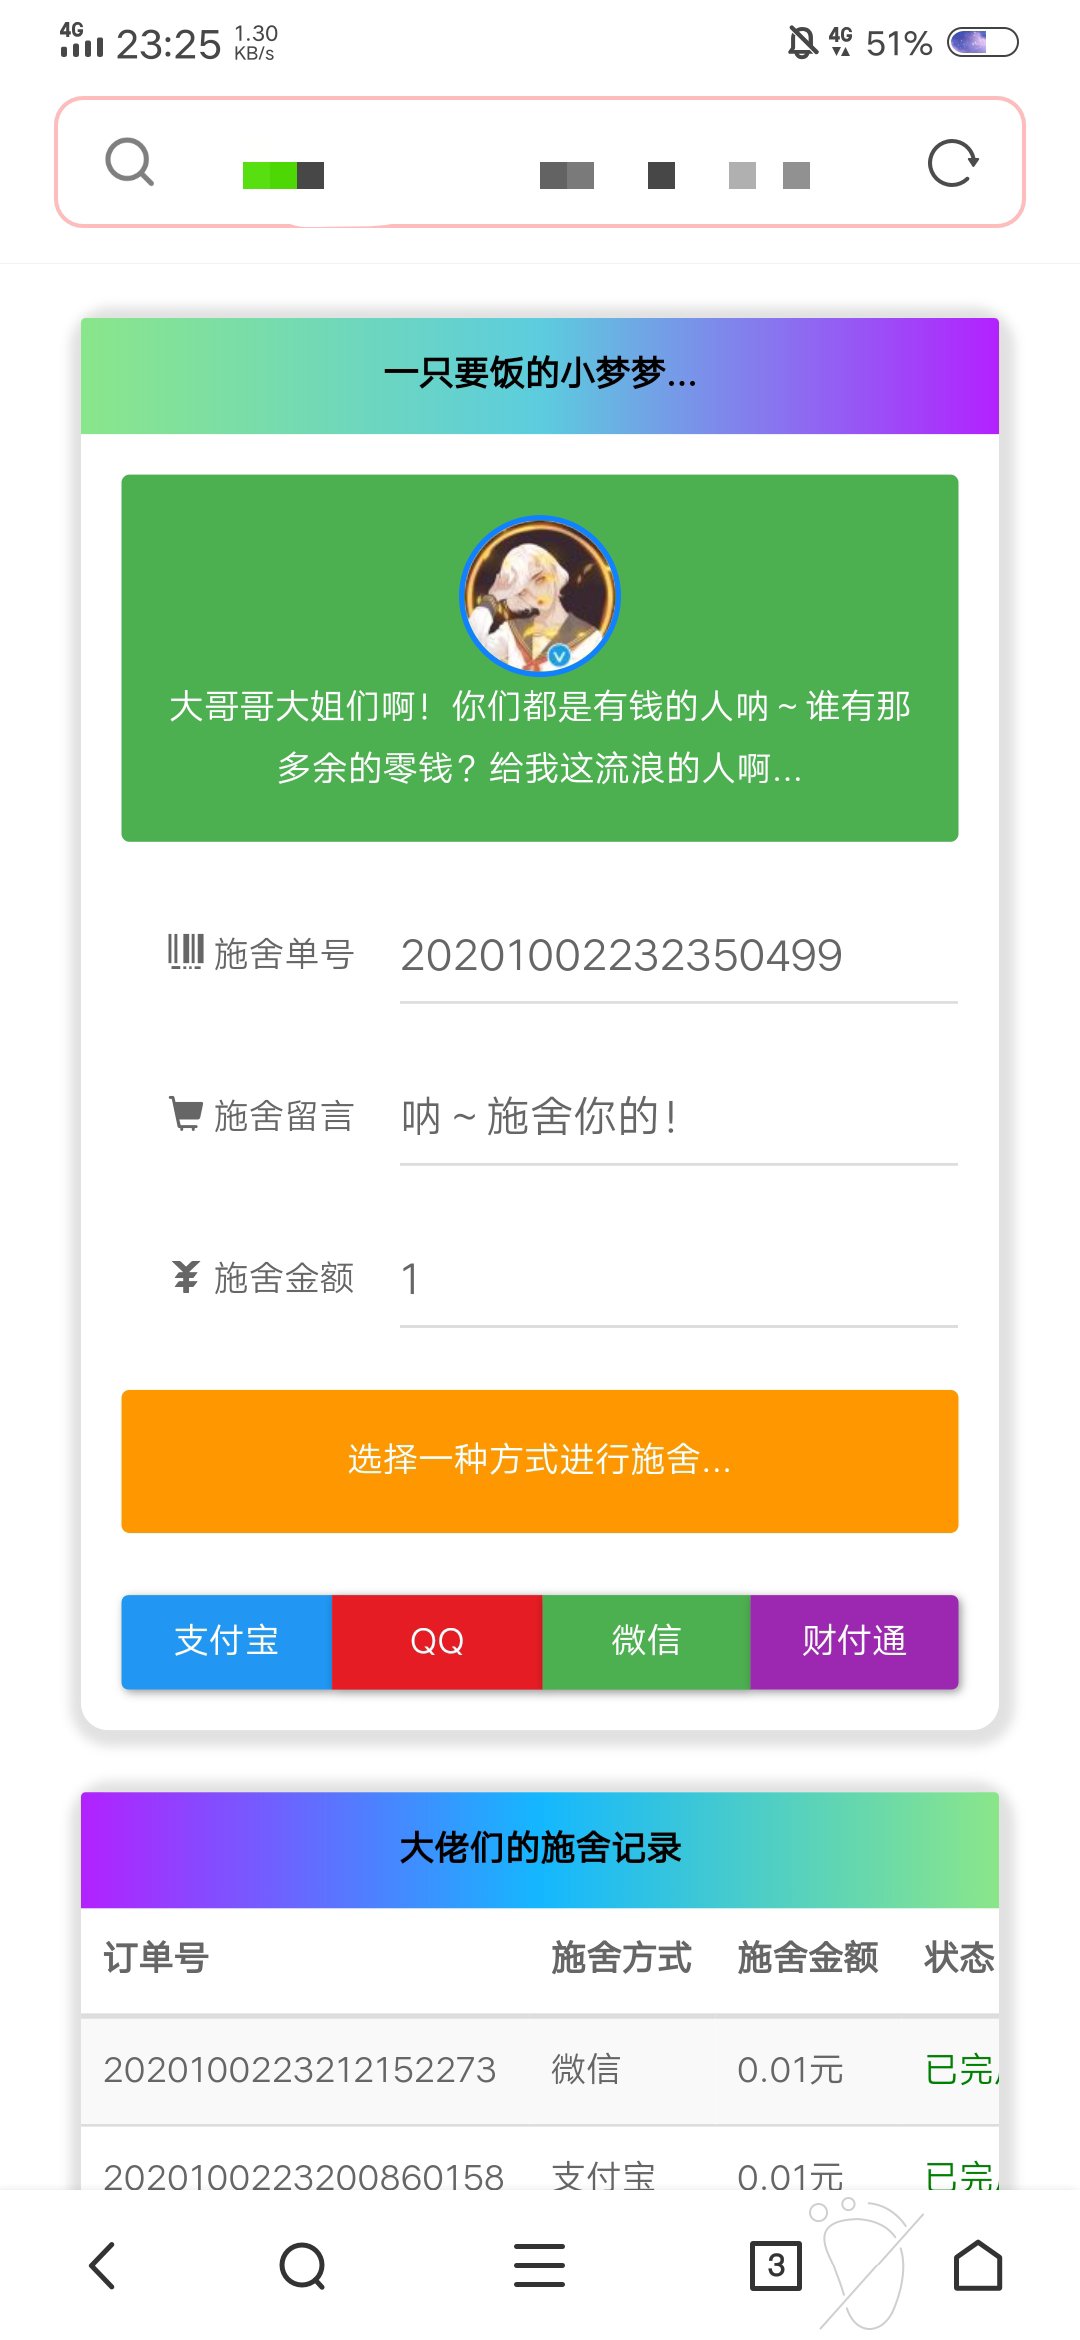 4G 23:25 1.30 KB/s 4G 51%
一只要饭的小梦梦...
大哥哥大姐们啊！你们都是有钱的人呐~谁有那
多余的零钱？给我这流浪的人啊...
施舍单号 20201002232350499
施舍留言 呐~施舍你的！
施舍金额 1
选择一种方式进行施舍...
支付宝 QQ 微信 财付通
大佬们的施舍记录
订单号 施舍方式 施舍金额 状态
2020100223212152273 微信 0.01元 已完
2020100223200860158 支付宝 0.01元 已完
3